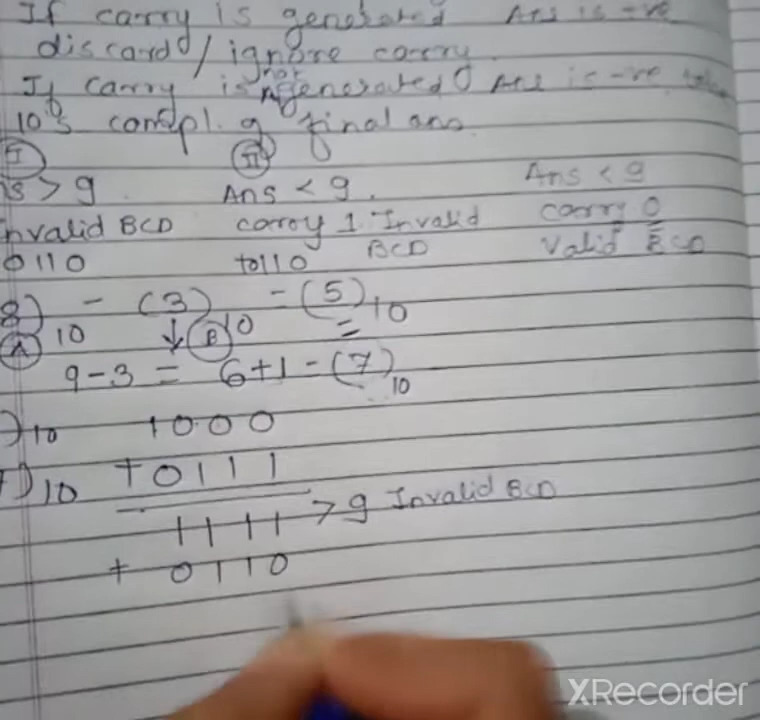 If carry is generated Ans is -ve
discard / ignore carry.
If carry is not generated Ans is -ve
10's compl. of final ans.
I II
is > 9 Ans < 9. Ans < 9
Invalid BCD carry 1 Invalid BCD carry 0
0110 to110 Valid BCD
8)10 - (3)10 = (5)10
A B
9-3 = 6+1 - (7)10
)10 1000
7)10 +0111
1111 > 9 Invalid BCD
+ 0110
XRecorder